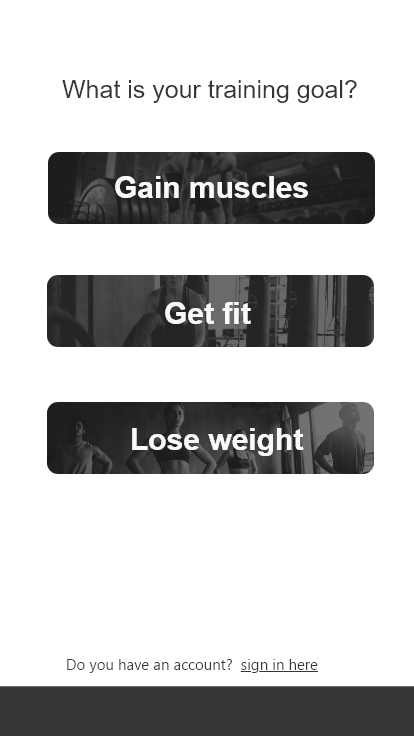 What is your training goal?
Gain muscles
Get fit
Lose weight
Do you have an account? sign in here